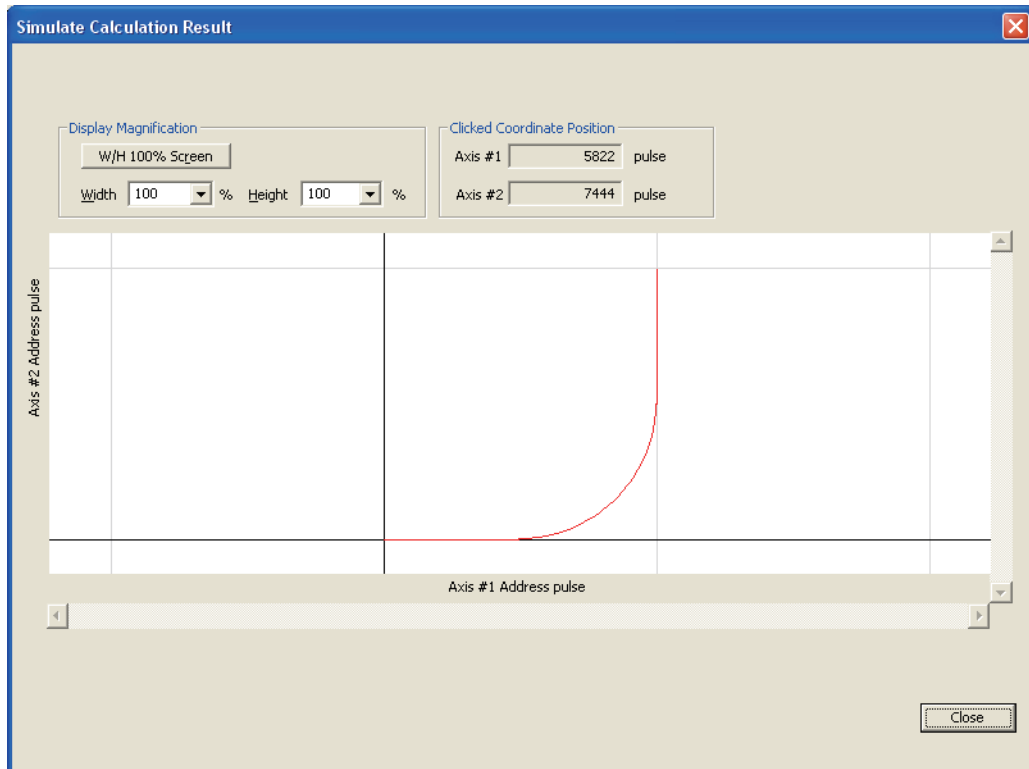 Simulate Calculation Result
Display Magnification
W/H 100% Screen
Width 100 % Height 100 %
Clicked Coordinate Position
Axis #1 5822 pulse
Axis #2 7444 pulse
Axis #2 Address pulse
Axis #1 Address pulse
Close